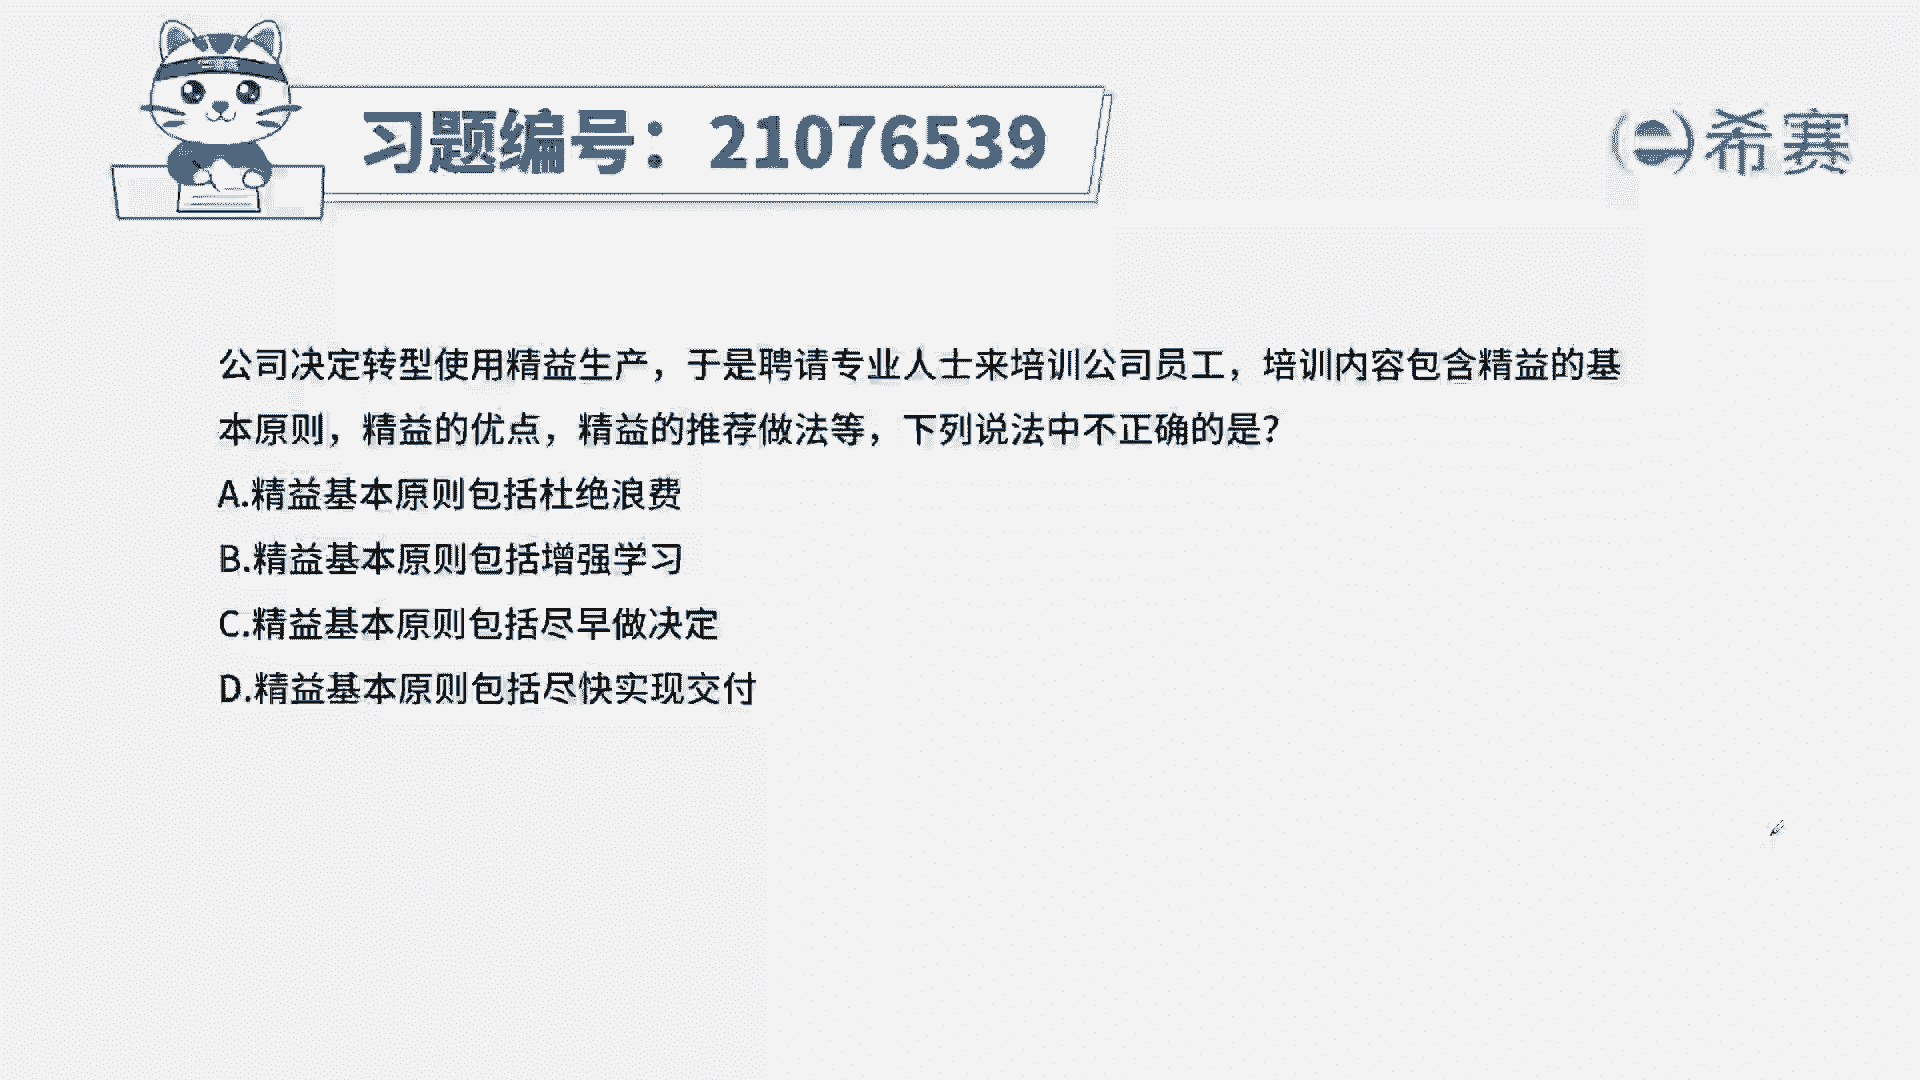 习题编号：21076539
希赛
公司决定转型使用精益生产，于是聘请专业人士来培训公司员工，培训内容包含精益的基
本原则，精益的优点，精益的推荐做法等，下列说法中不正确的是？
A.精益基本原则包括杜绝浪费
B.精益基本原则包括增强学习
C.精益基本原则包括尽早做决定
D.精益基本原则包括尽快实现交付